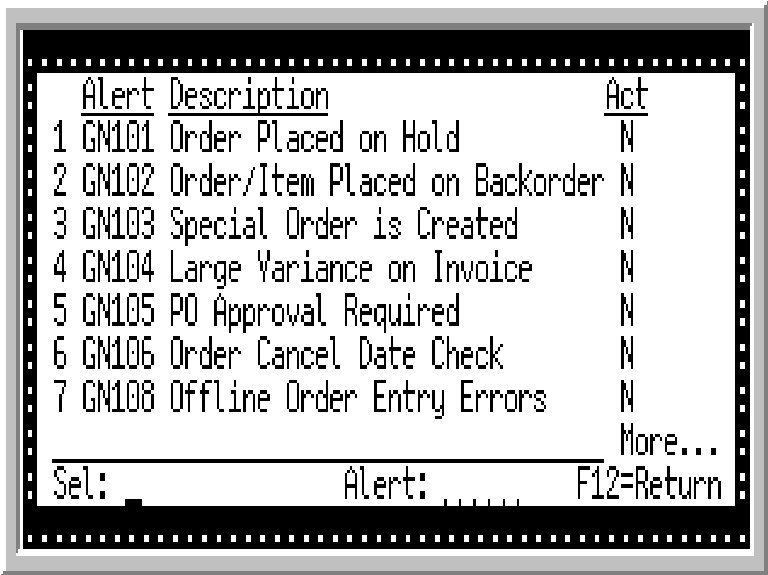 Alert Description Act
1 GN101 Order Placed on Hold N
2 GN102 Order/Item Placed on Backorder N
3 GN103 Special Order is Created N
4 GN104 Large Variance on Invoice N
5 GN105 PO Approval Required N
6 GN106 Order Cancel Date Check N
7 GN108 Offline Order Entry Errors N
More...
Sel: Alert: F12=Return